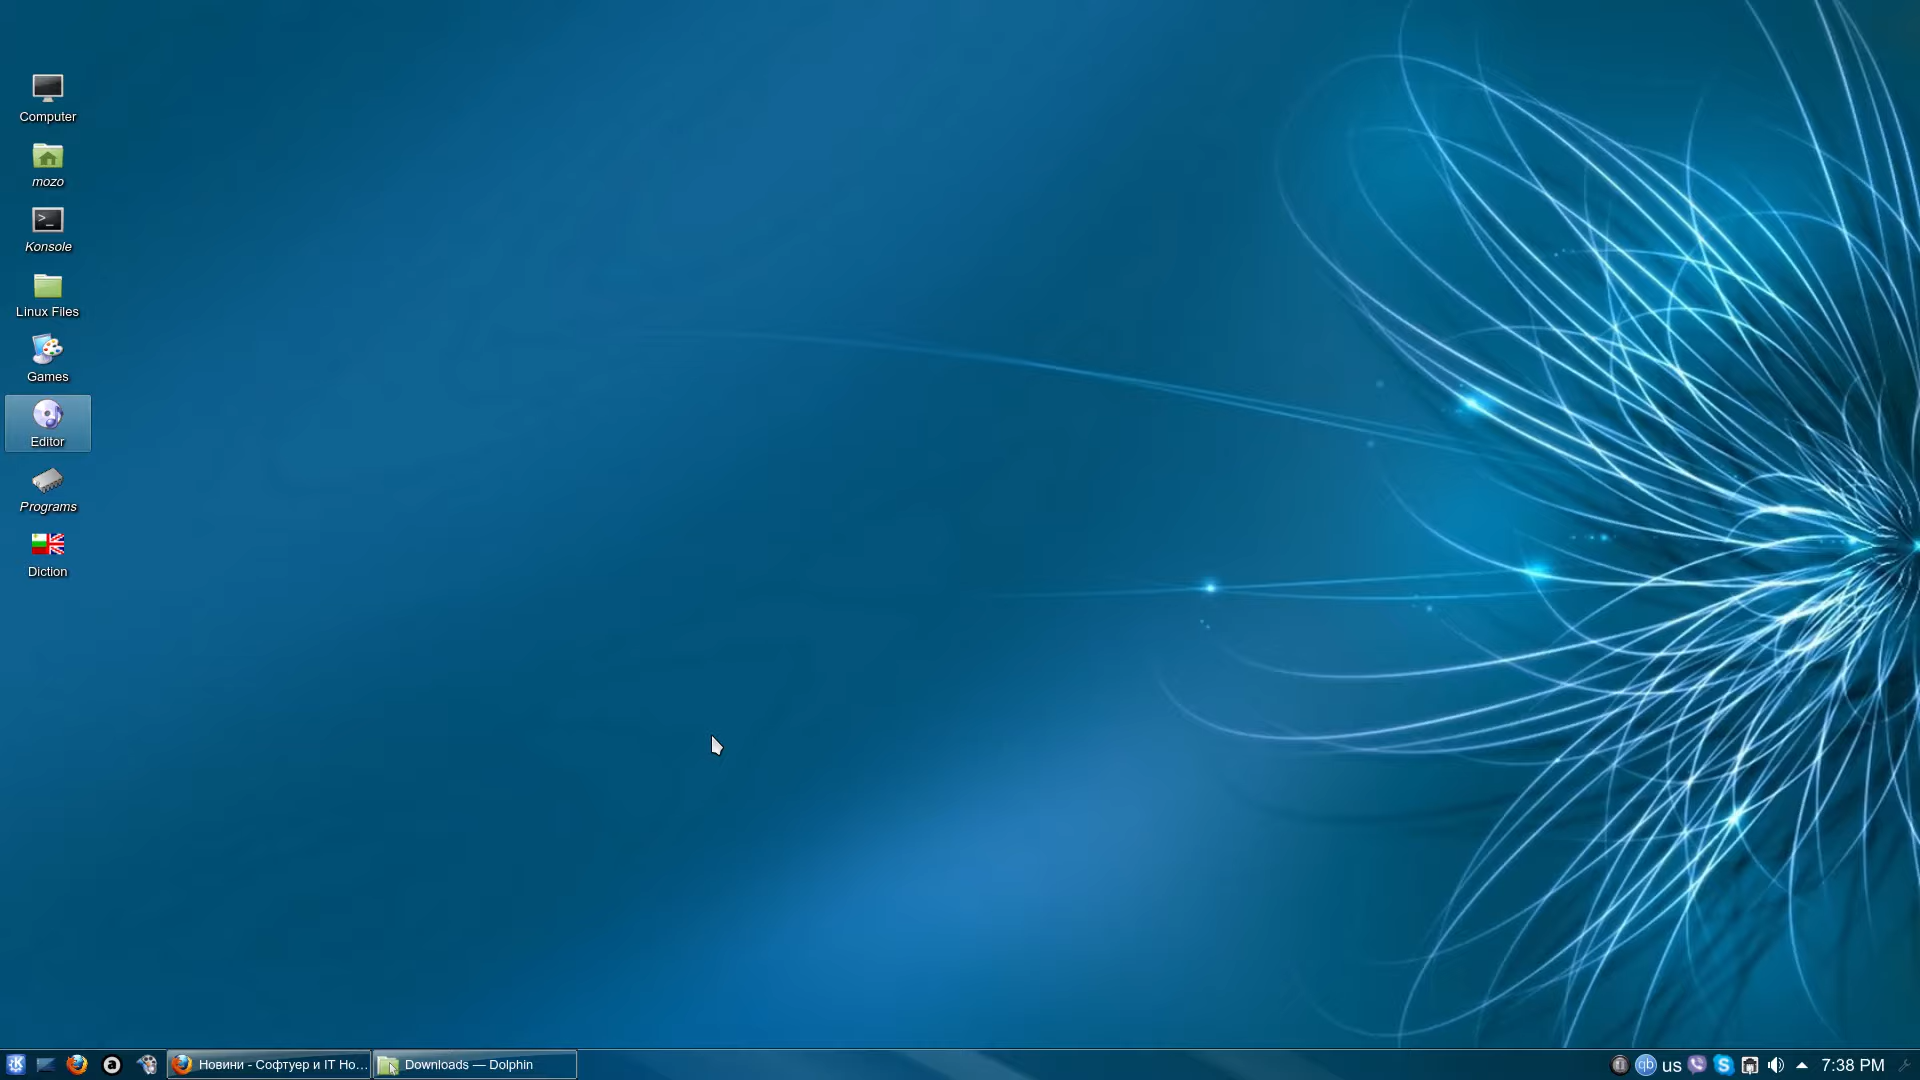 Computer
mozo
>_
Konsole
Linux Files
Games
Editor
Programs
Diction
Новини - Софтуер и IT Но...
Downloads — Dolphin
qb
us
7:38 PM